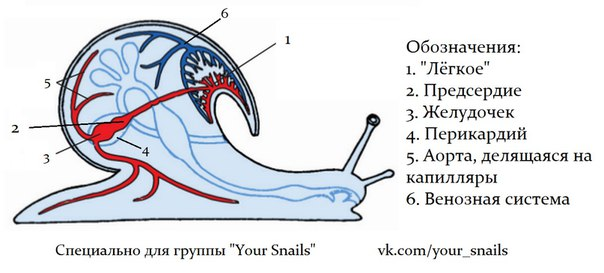 6
1
5
2
3
4
Обозначения:
1. "Лёгкое"
2. Предсердие
3. Желудочек
4. Перикардий
5. Аорта, делящаяся на
капилляры
6. Венозная система
Специально для группы "Your Snails"
vk.com/your_snails